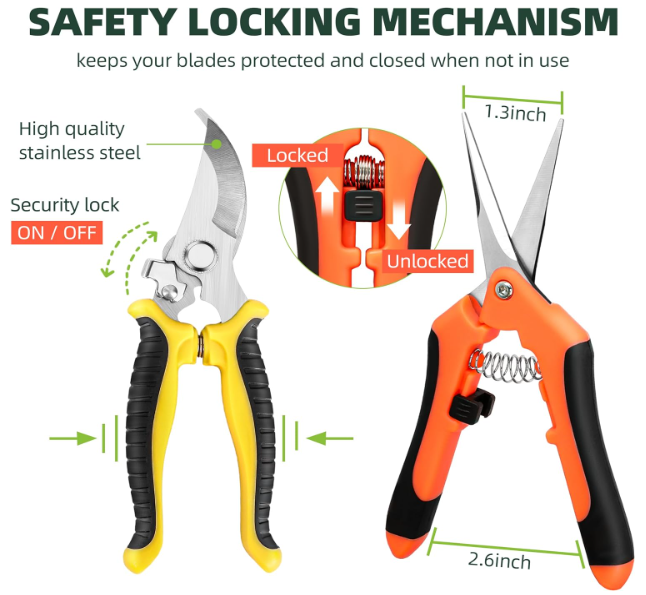 SAFETY LOCKING MECHANISM
keeps your blades protected and closed when not in use
High quality
stainless steel
Security lock
ON / OFF
Locked
Unlocked
1.3inch
2.6inch